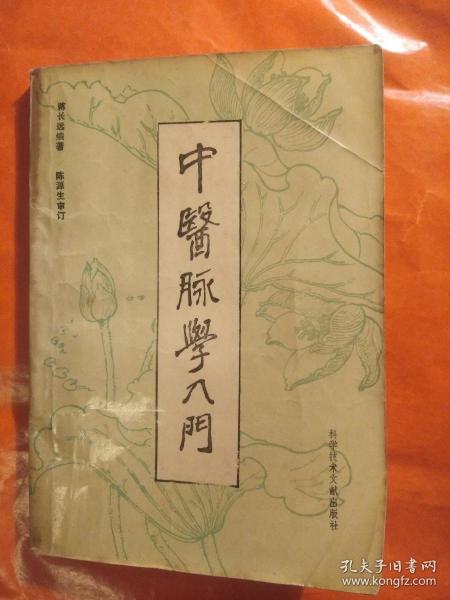 蒋长远编著 陈源生审订
中醫脉學入門
科学技术文献出版社
孔夫子旧书网
www.kongfz.com